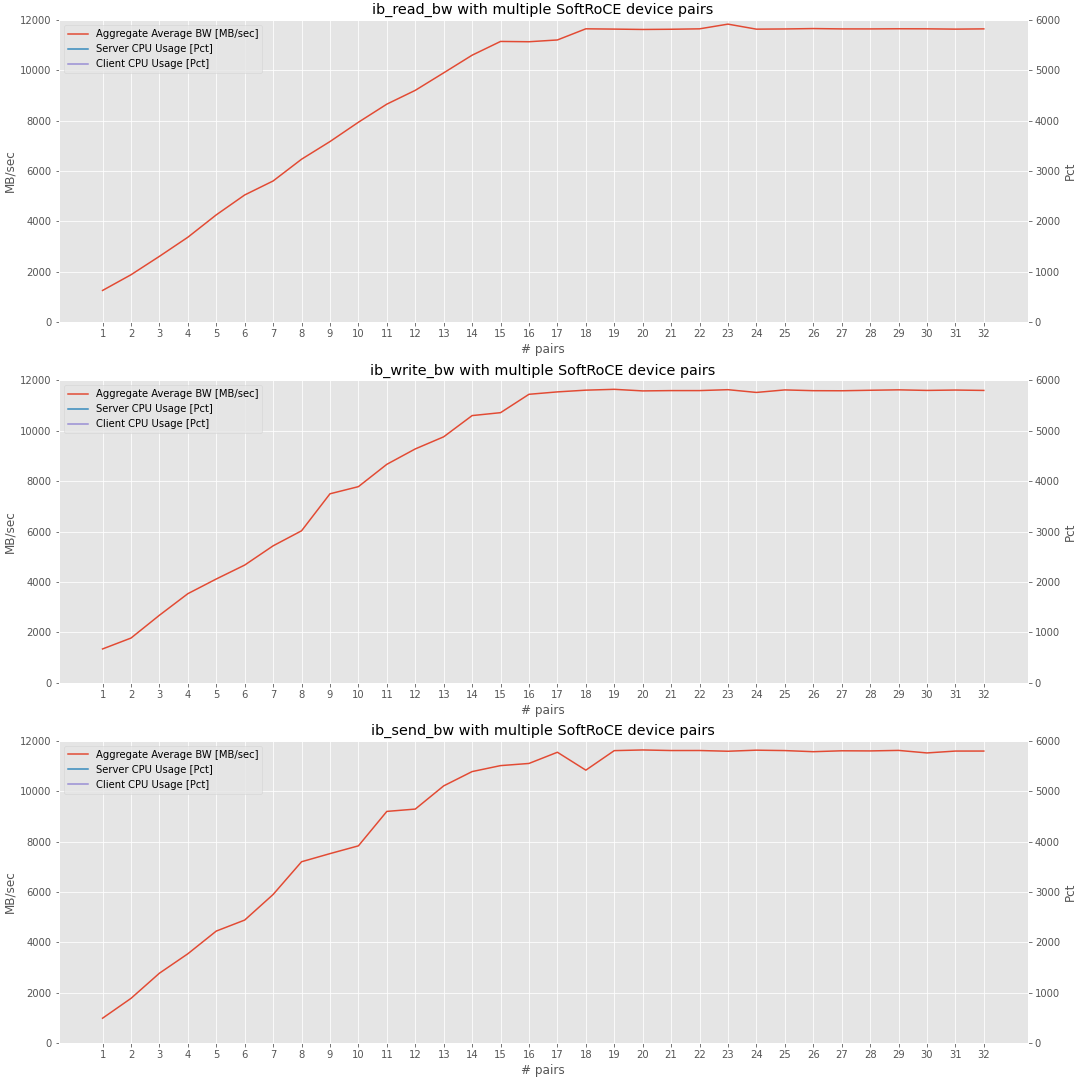 ib_read_bw with multiple SoftRoCE device pairs
12000 6000
Aggregate Average BW [MB/sec]
Server CPU Usage [Pct]
Client CPU Usage [Pct]
10000 5000
8000 4000
MB/sec
6000 3000
Pct
4000 2000
2000 1000
0 0
1 2 3 4 5 6 7 8 9 10 11 12 13 14 15 16 17 18 19 20 21 22 23 24 25 26 27 28 29 30 31 32
# pairs
ib_write_bw with multiple SoftRoCE device pairs
12000 6000
Aggregate Average BW [MB/sec]
Server CPU Usage [Pct]
Client CPU Usage [Pct]
10000 5000
8000 4000
MB/sec
6000 3000
Pct
4000 2000
2000 1000
0 0
1 2 3 4 5 6 7 8 9 10 11 12 13 14 15 16 17 18 19 20 21 22 23 24 25 26 27 28 29 30 31 32
# pairs
ib_send_bw with multiple SoftRoCE device pairs
12000 6000
Aggregate Average BW [MB/sec]
Server CPU Usage [Pct]
Client CPU Usage [Pct]
10000 5000
8000 4000
MB/sec
6000 3000
Pct
4000 2000
2000 1000
0 0
1 2 3 4 5 6 7 8 9 10 11 12 13 14 15 16 17 18 19 20 21 22 23 24 25 26 27 28 29 30 31 32
# pairs